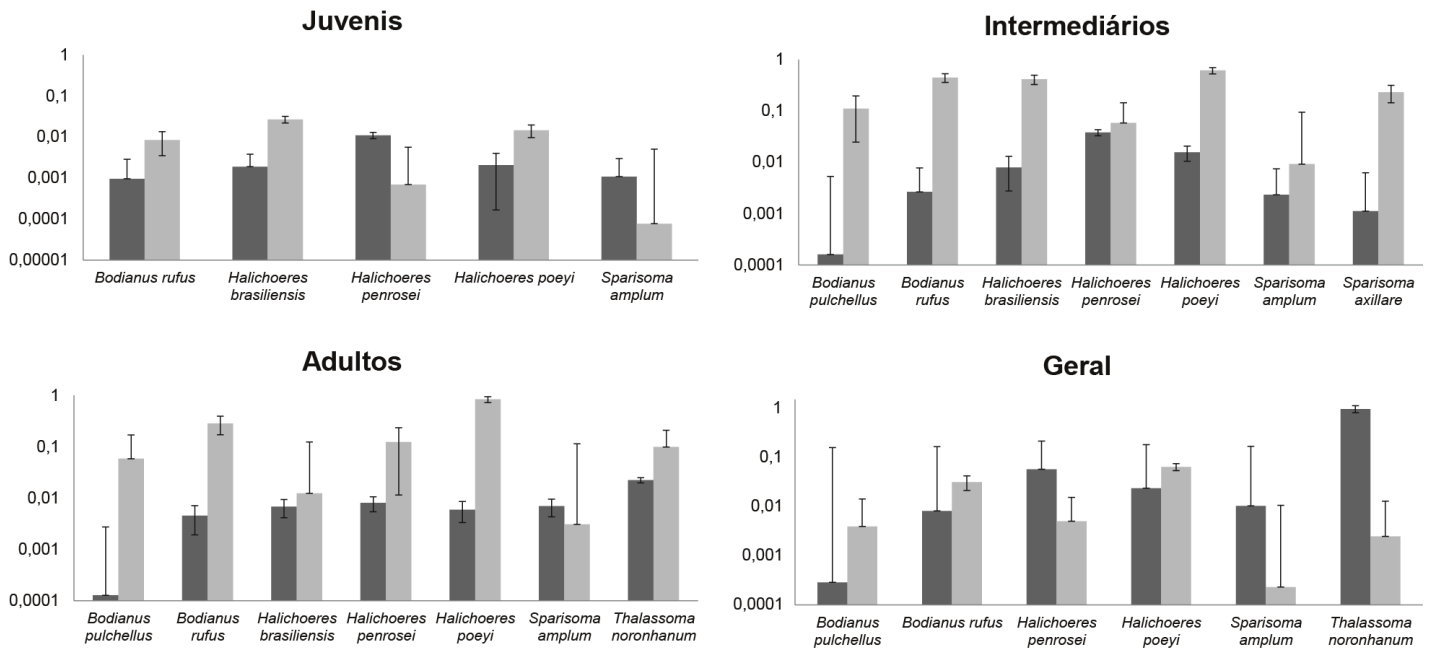 Juvenis
1
0,1
0,01
0,001
0,0001
0,00001
Bodianus rufus
Halichoeres
brasiliensis
Halichoeres
penrosei
Halichoeres poeyi
Sparisoma
amplum
Intermediários
1
0,1
0,01
0,001
0,0001
Bodianus
pulchellus
Bodianus
rufus
Halichoeres
brasiliensis
Halichoeres
penrosei
Halichoeres
poeyi
Sparisoma
amplum
Sparisoma
axillare
Adultos
1
0,1
0,01
0,001
0,0001
Bodianus
pulchellus
Bodianus
rufus
Halichoeres
brasiliensis
Halichoeres
penrosei
Halichoeres
poeyi
Sparisoma
amplum
Thalassoma
noronhanum
Geral
1
0,1
0,01
0,001
0,0001
Bodianus
pulchellus
Bodianus rufus
Halichoeres
penrosei
Halichoeres
poeyi
Sparisoma
amplum
Thalassoma
noronhanum